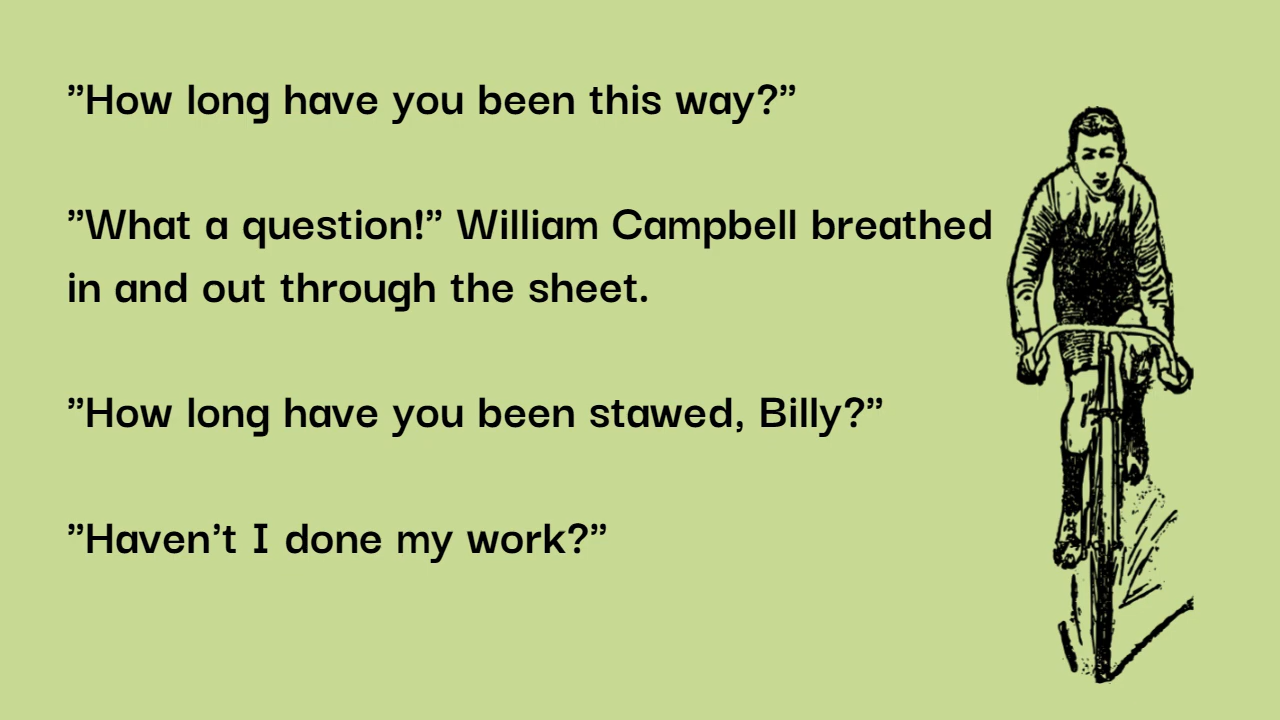 ”How long have you been this way?”
”What a question!” William Campbell breathed
in and out through the sheet.
”How long have you been stawed, Billy?”
”Haven’t I done my work?”